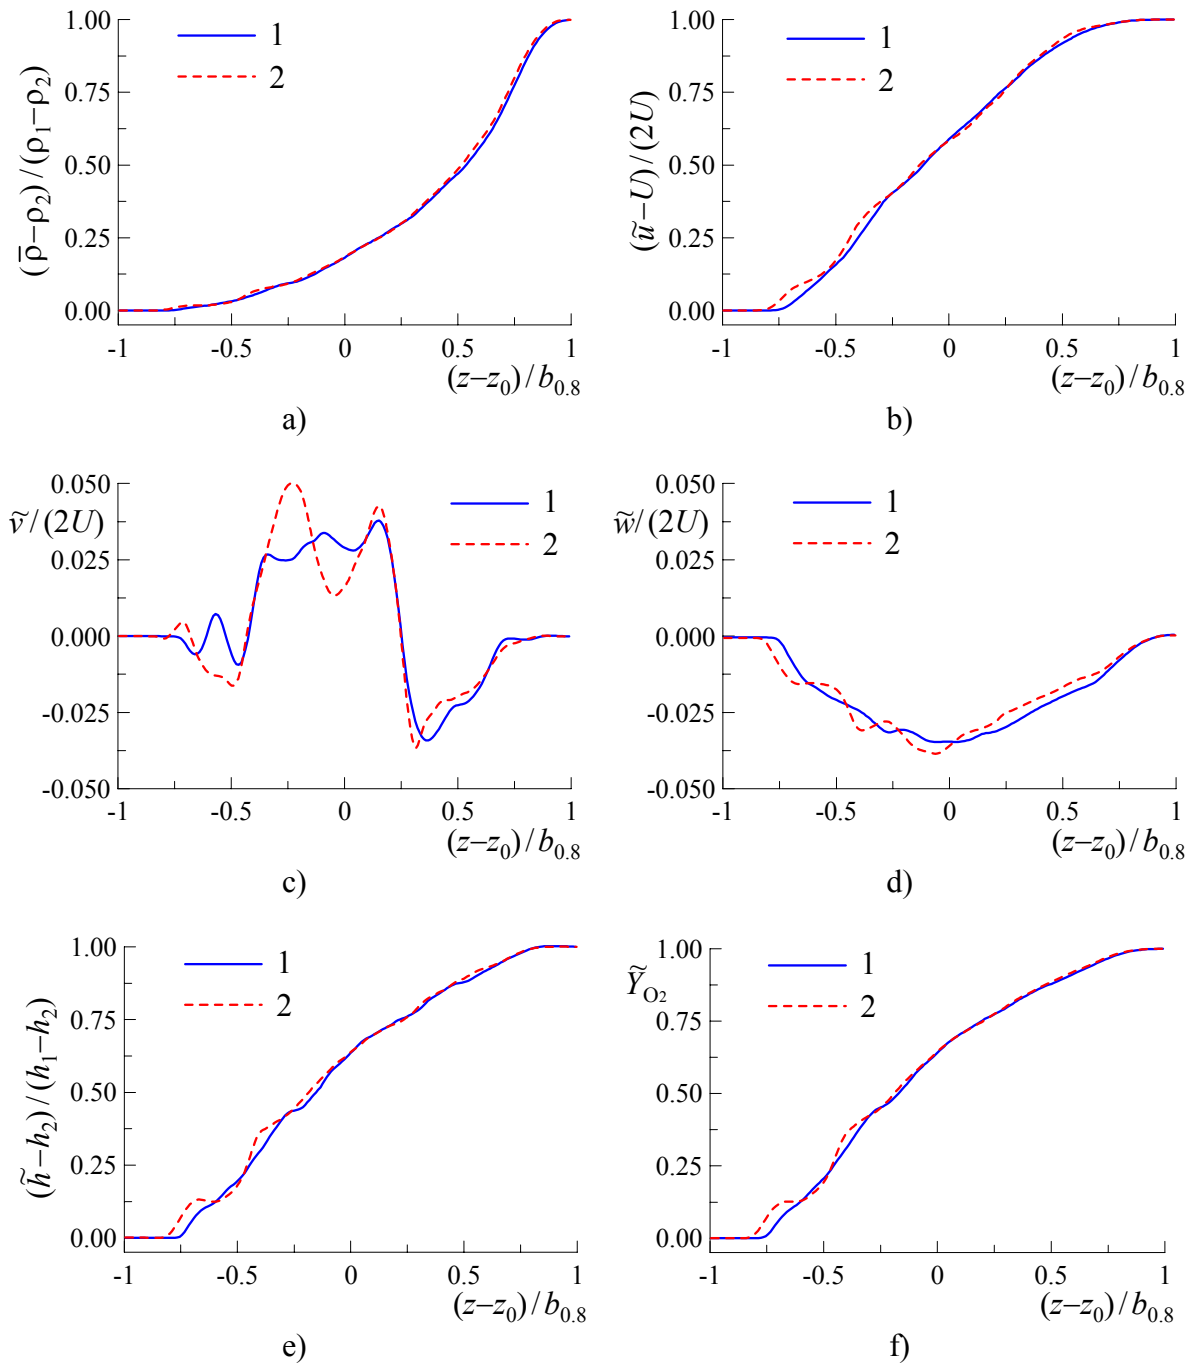 1.00
0.75
0.50
0.25
0.00
(ρ̅–ρ₂)/(ρ₁–ρ₂)
1
2
-1 -0.5 0 0.5 1
(z–z₀)/b₀.₈
a)
1.00
0.75
0.50
0.25
0.00
(ũ–U)/(2U)
1
2
-1 -0.5 0 0.5 1
(z–z₀)/b₀.₈
b)
0.050
0.025
0.000
-0.025
-0.050
ṽ/(2U)
1
2
-1 -0.5 0 0.5 1
(z–z₀)/b₀.₈
c)
0.050
0.025
0.000
-0.025
-0.050
w̃/(2U)
1
2
-1 -0.5 0 0.5 1
(z–z₀)/b₀.₈
d)
1.00
0.75
0.50
0.25
0.00
(h̃–h₂)/(h₁–h₂)
1
2
-1 -0.5 0 0.5 1
(z–z₀)/b₀.₈
e)
1.00
0.75
0.50
0.25
0.00
Ỹ_O₂
1
2
-1 -0.5 0 0.5 1
(z–z₀)/b₀.₈
f)